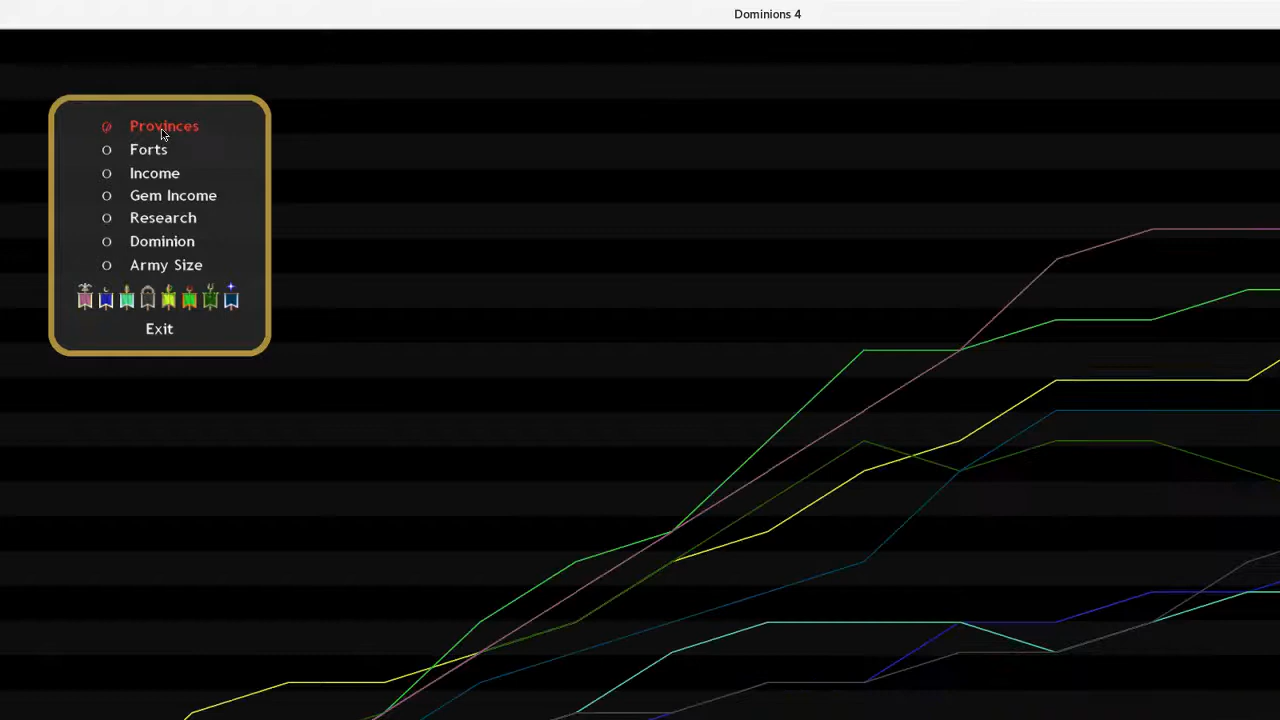 Dominions 4
Provinces
Forts
Income
Gem Income
Research
Dominion
Army Size
Exit